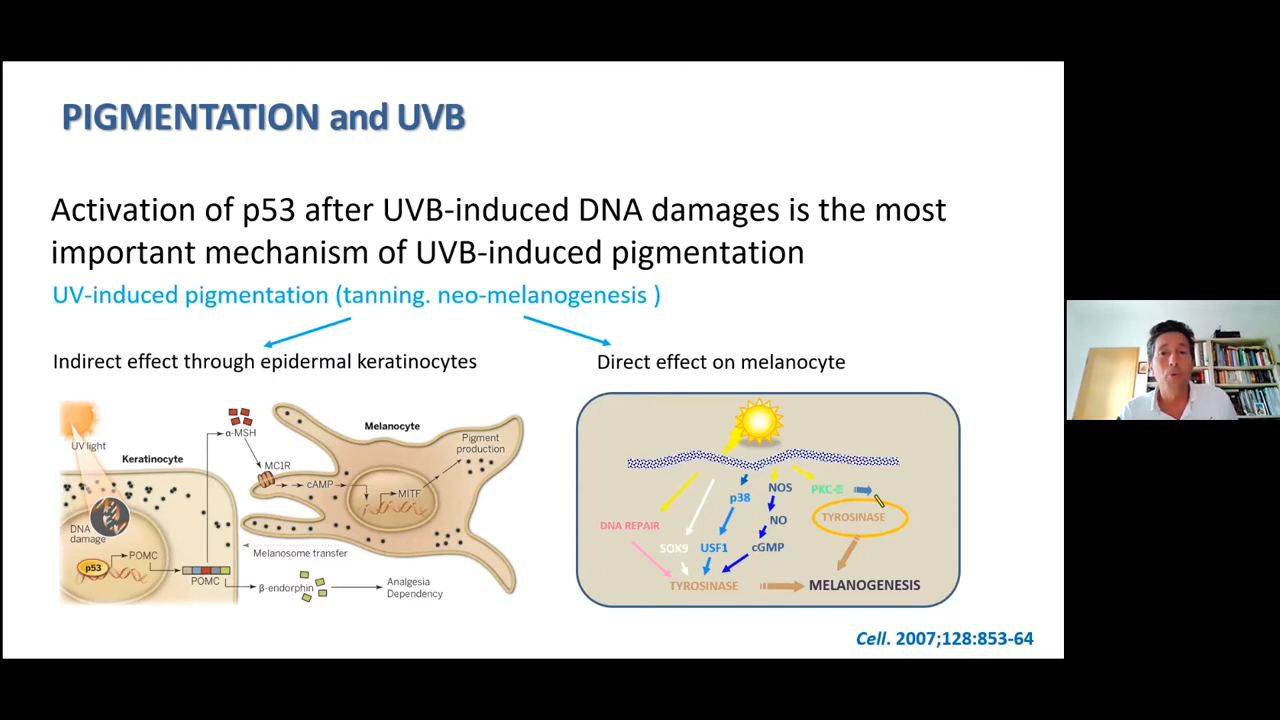 PIGMENTATION and UVB
Activation of p53 after UVB-induced DNA damages is the most
important mechanism of UVB-induced pigmentation
UV-induced pigmentation (tanning. neo-melanogenesis )
Indirect effect through epidermal keratinocytes
Direct effect on melanocyte
UV light
Keratinocyte
α-MSH
Melanocyte
Pigment
production
MC1R
cAMP
MITF
DNA
damage
p53
POMC
POMC
Melanosome transfer
β-endorphin
Analgesia
Dependency
DNA REPAIR
SOX9
p38
USF1
NOS
NO
cGMP
PKC-Ξ
TYROSINASE
TYROSINASE
MELANOGENESIS
Cell. 2007;128:853-64